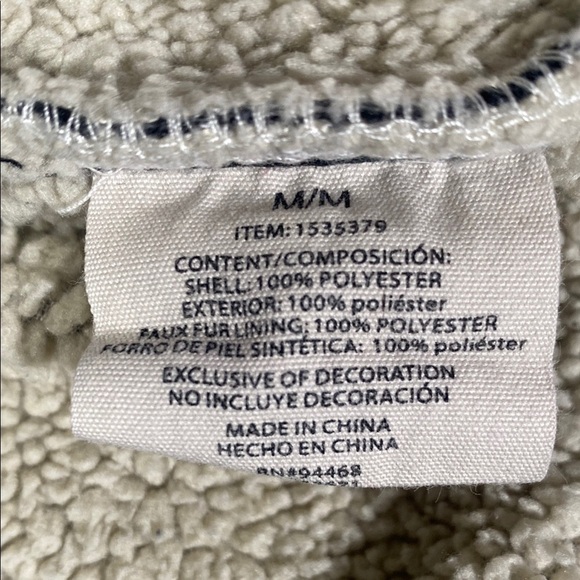 M/M
ITEM: 1535379
CONTENT/COMPOSICIÓN:
SHELL: 100% POLYESTER
EXTERIOR: 100% poliéster
FAUX FUR LINING: 100% POLYESTER
FORRO DE PIEL SINTÉTICA: 100% poliéster
EXCLUSIVE OF DECORATION
NO INCLUYE DECORACIÓN
MADE IN CHINA
HECHO EN CHINA
RN#94468